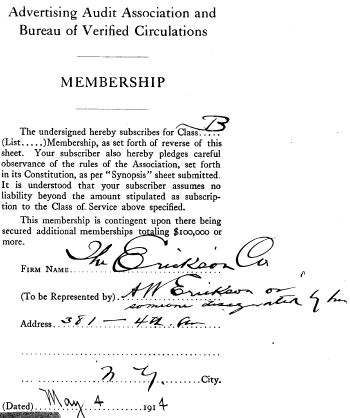 Advertising Audit Association and
Bureau of Verified Circulations
MEMBERSHIP
The undersigned hereby subscribes for Class..B..
(List.....)Membership, as set forth of reverse of this
sheet. Your subscriber also hereby pledges careful
observance of the rules of the Association, set forth
in its Constitution, as per "Synopsis" sheet submitted.
It is understood that your subscriber assumes no
liability beyond the amount stipulated as subscrip-
tion to the Class of Service above specified.
This membership is contingent upon there being
secured additional memberships totaling $100,000 or
more.
FIRM NAME The Erickson Co
(To be Represented by) AW Erickson or
someone designated by him
Address 381 – 4th Av
N Y. City.
(Dated) May 4 1914